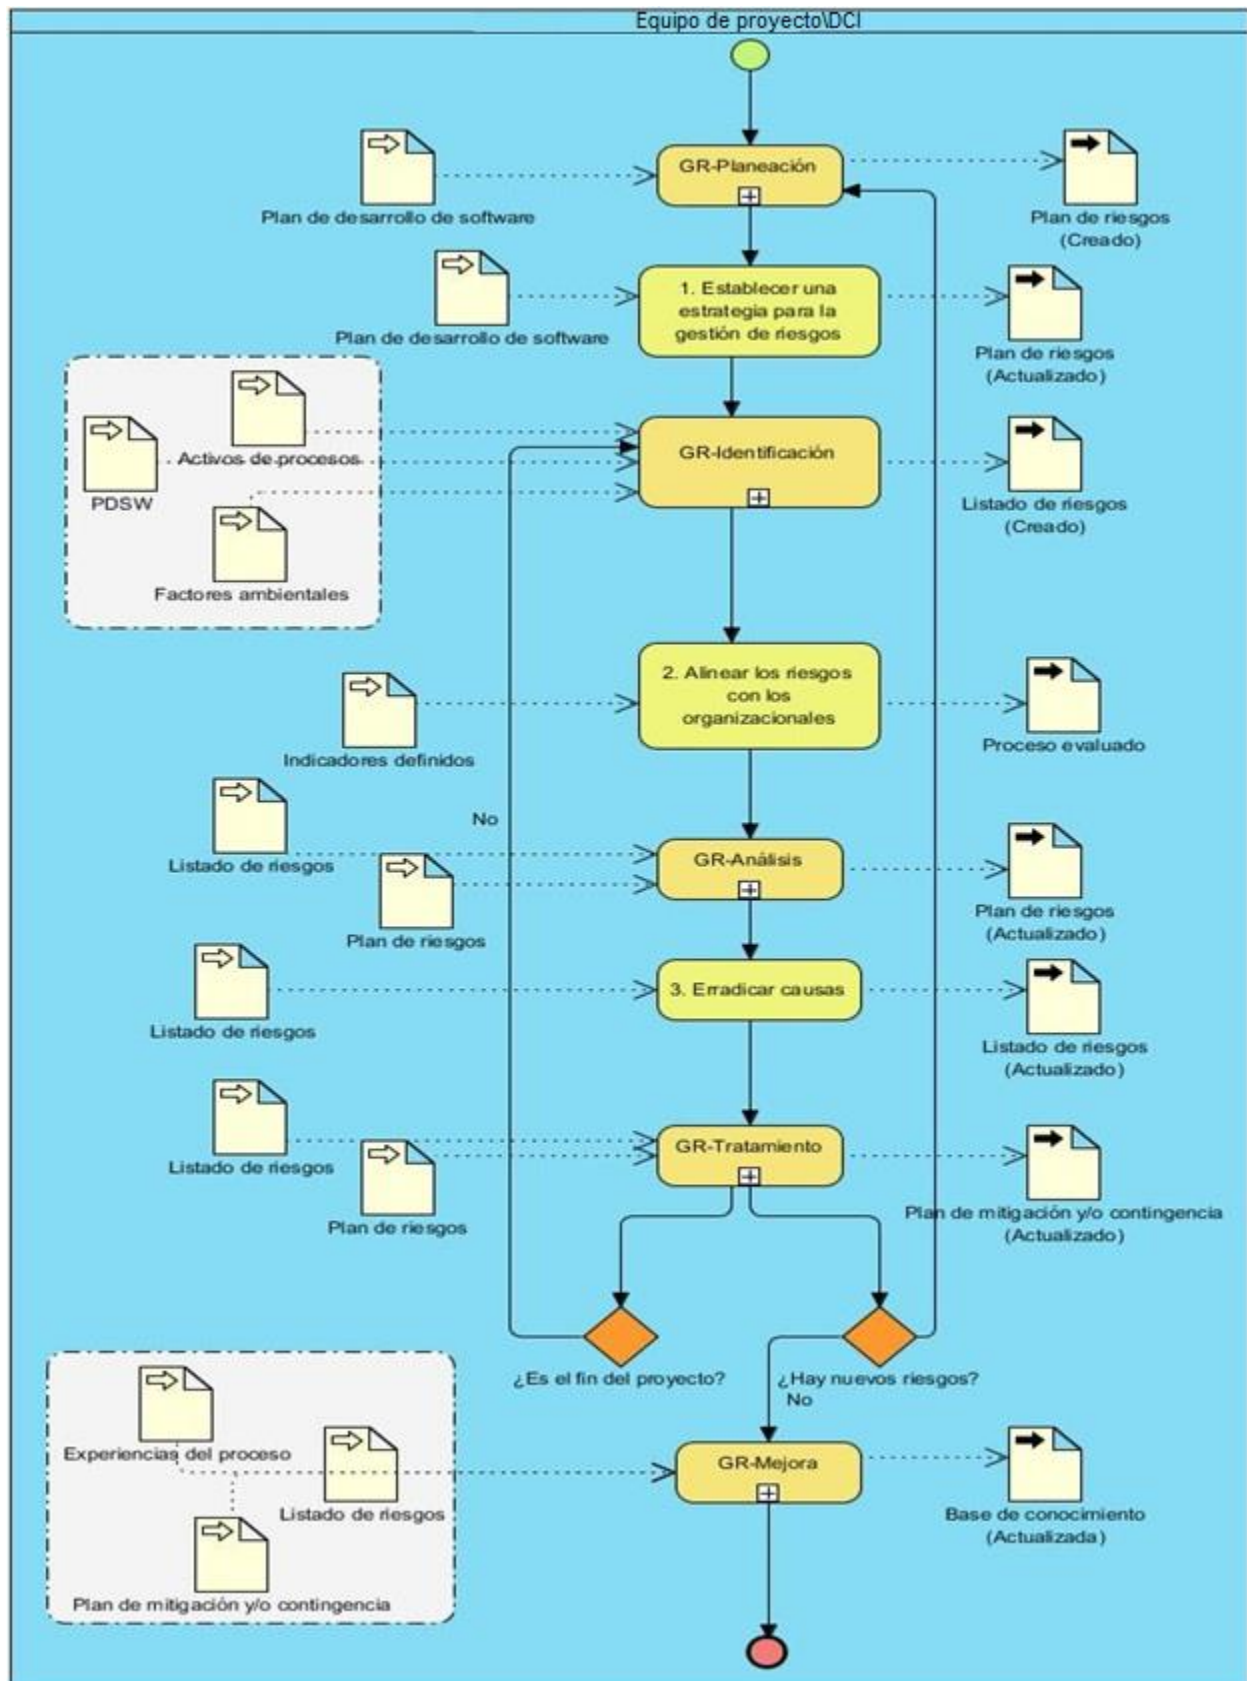 Equipo de proyecto\DCI
GR-Planeación
Plan de desarrollo de software
Plan de riesgos
(Creado)
1. Establecer una
estrategia para la
gestión de riesgos
Plan de desarrollo de software
Plan de riesgos
(Actualizado)
Activos de procesos
PDSW
Factores ambientales
GR-Identificación
Listado de riesgos
(Creado)
2. Alinear los riesgos
con los
organizacionales
Indicadores definidos
Proceso evaluado
No
Listado de riesgos
Plan de riesgos
GR-Análisis
Plan de riesgos
(Actualizado)
3. Erradicar causas
Listado de riesgos
Listado de riesgos
(Actualizado)
GR-Tratamiento
Listado de riesgos
Plan de riesgos
Plan de mitigación y/o contingencia
(Actualizado)
¿Es el fin del proyecto?
¿Hay nuevos riesgos?
No
Experiencias del proceso
Listado de riesgos
Plan de mitigación y/o contingencia
GR-Mejora
Base de conocimiento
(Actualizada)